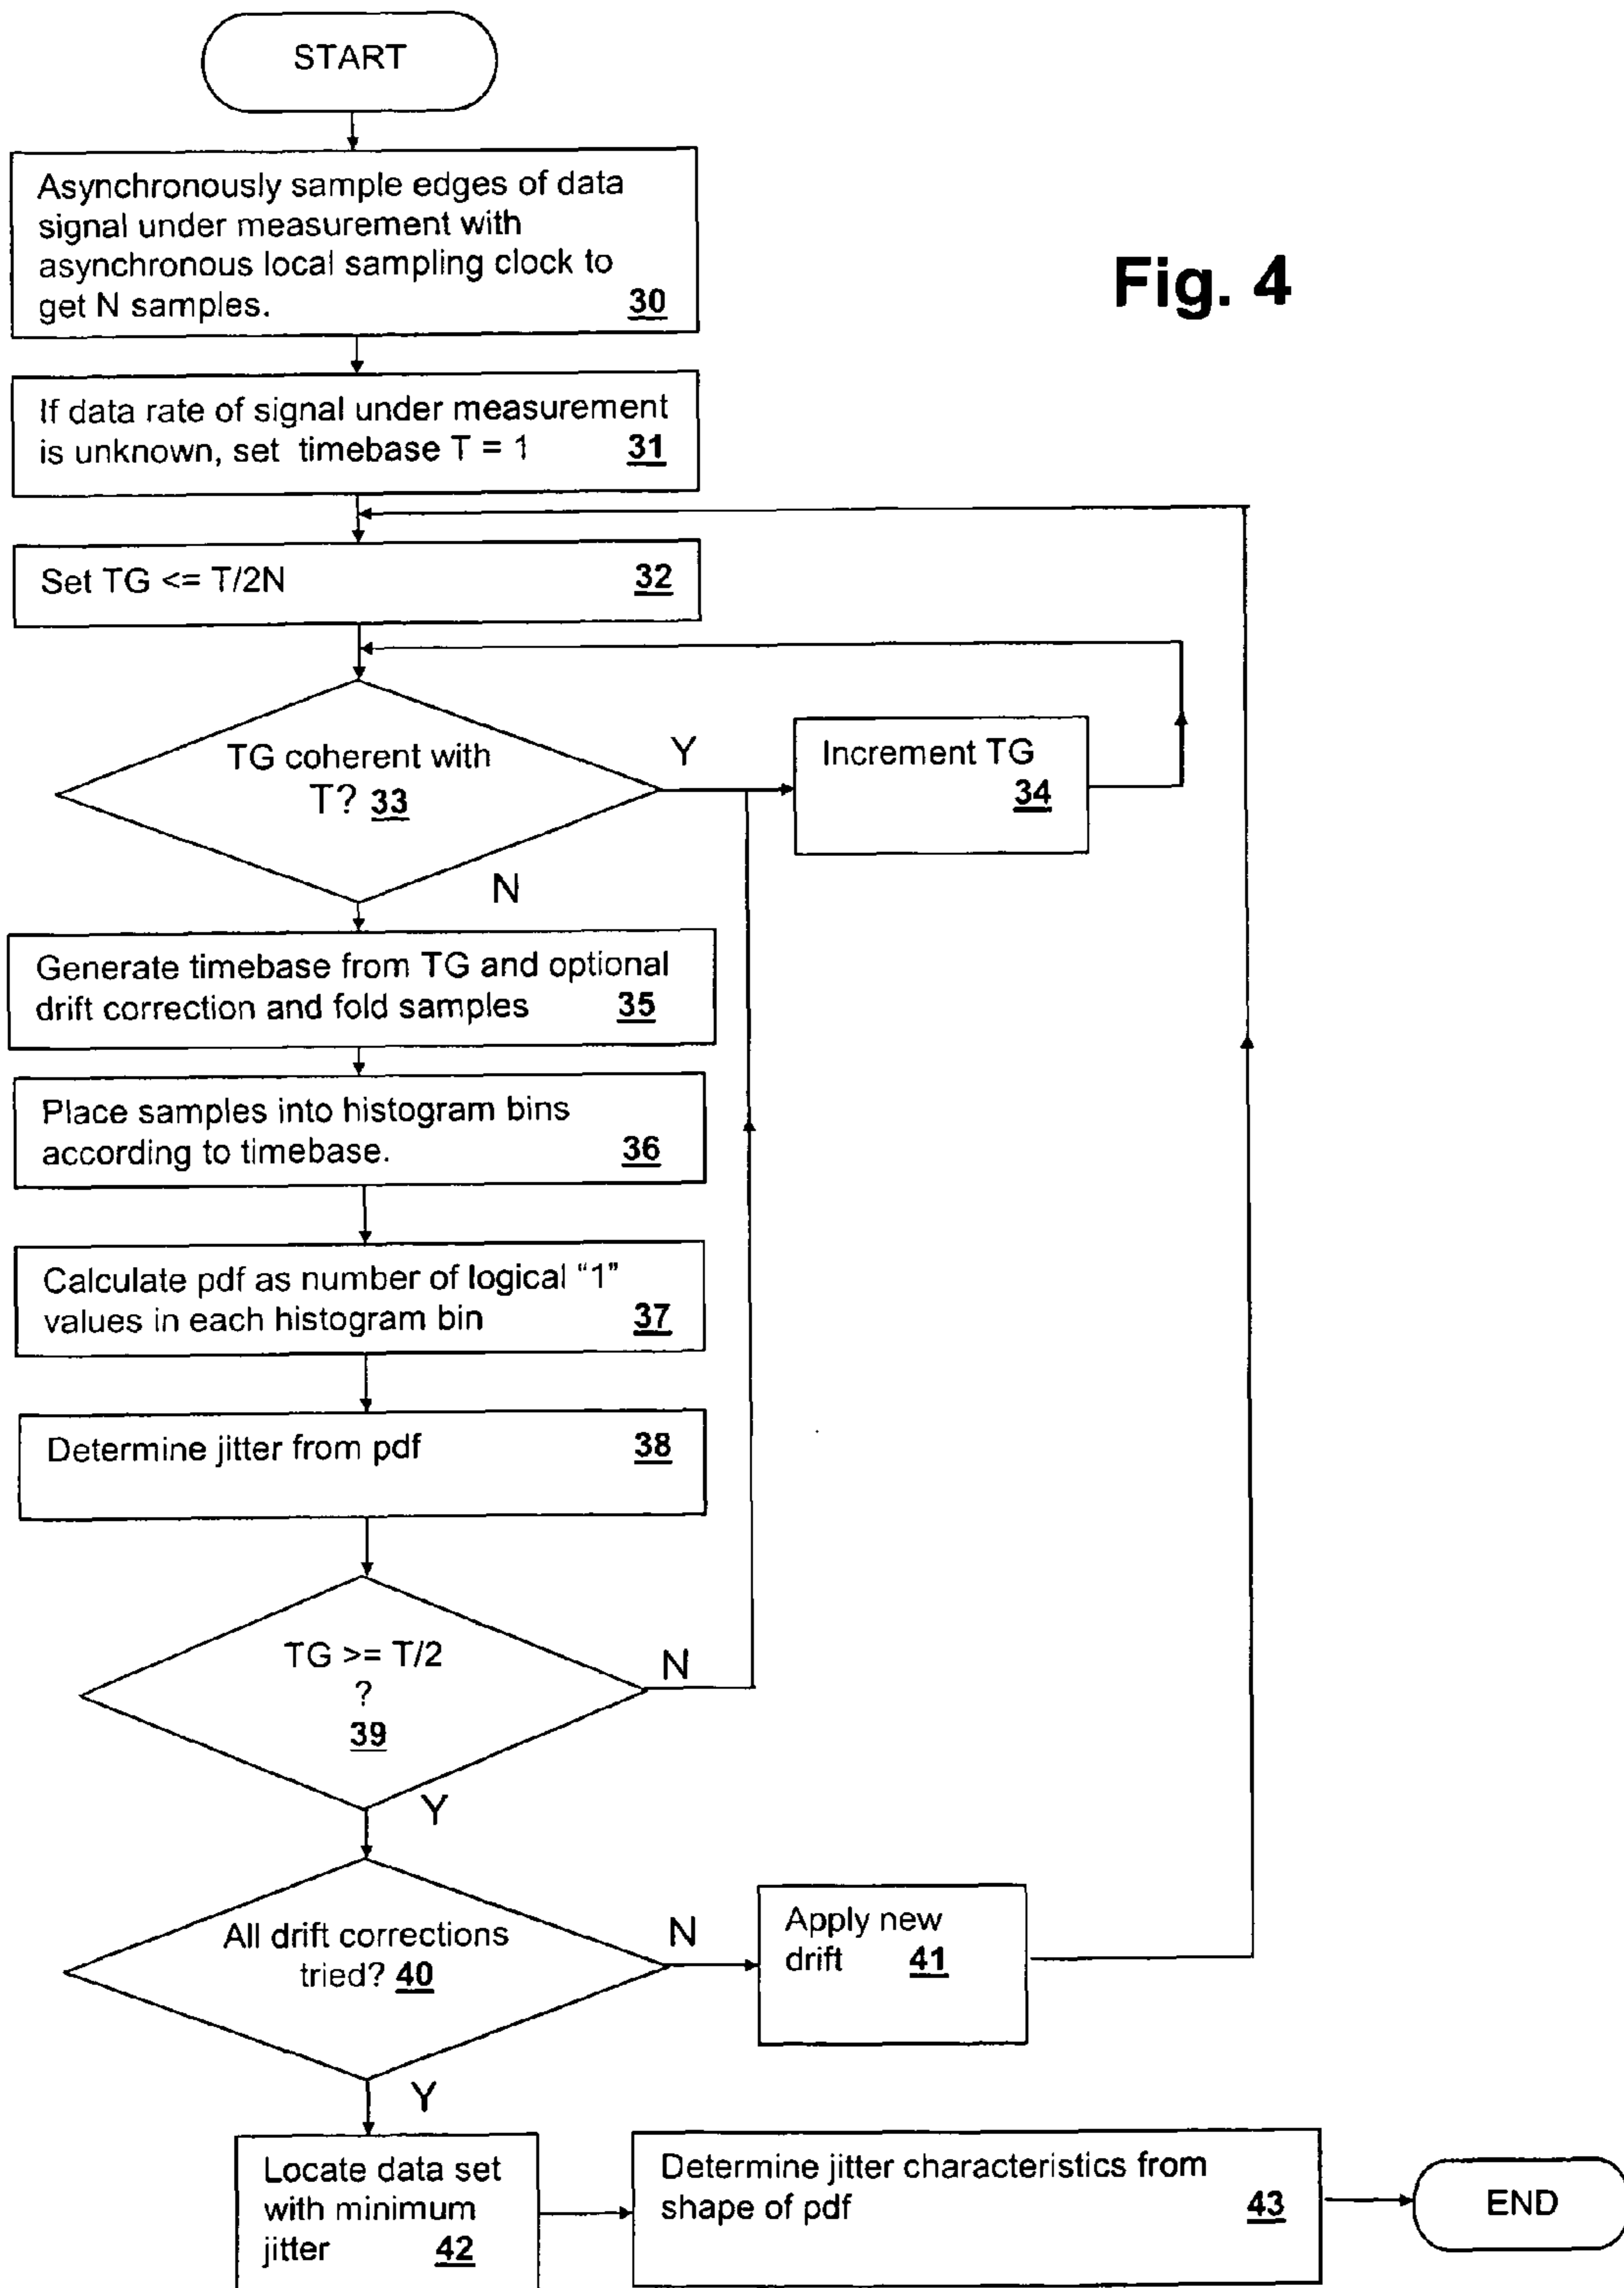 START
Asynchronously sample edges of data
signal under measurement with
asynchronous local sampling clock to
get N samples. 30
Fig. 4
If data rate of signal under measurement
is unknown, set timebase T = 1 31
Set TG <= T/2N 32
TG coherent with
T? 33
Y
Increment TG
34
N
Generate timebase from TG and optional
drift correction and fold samples 35
Place samples into histogram bins
according to timebase. 36
Calculate pdf as number of logical “1”
values in each histogram bin 37
Determine jitter from pdf 38
TG >= T/2
?
39
N
Y
All drift corrections
tried? 40
N
Apply new
drift 41
Y
Locate data set
with minimum
jitter 42
Determine jitter characteristics from
shape of pdf 43
END